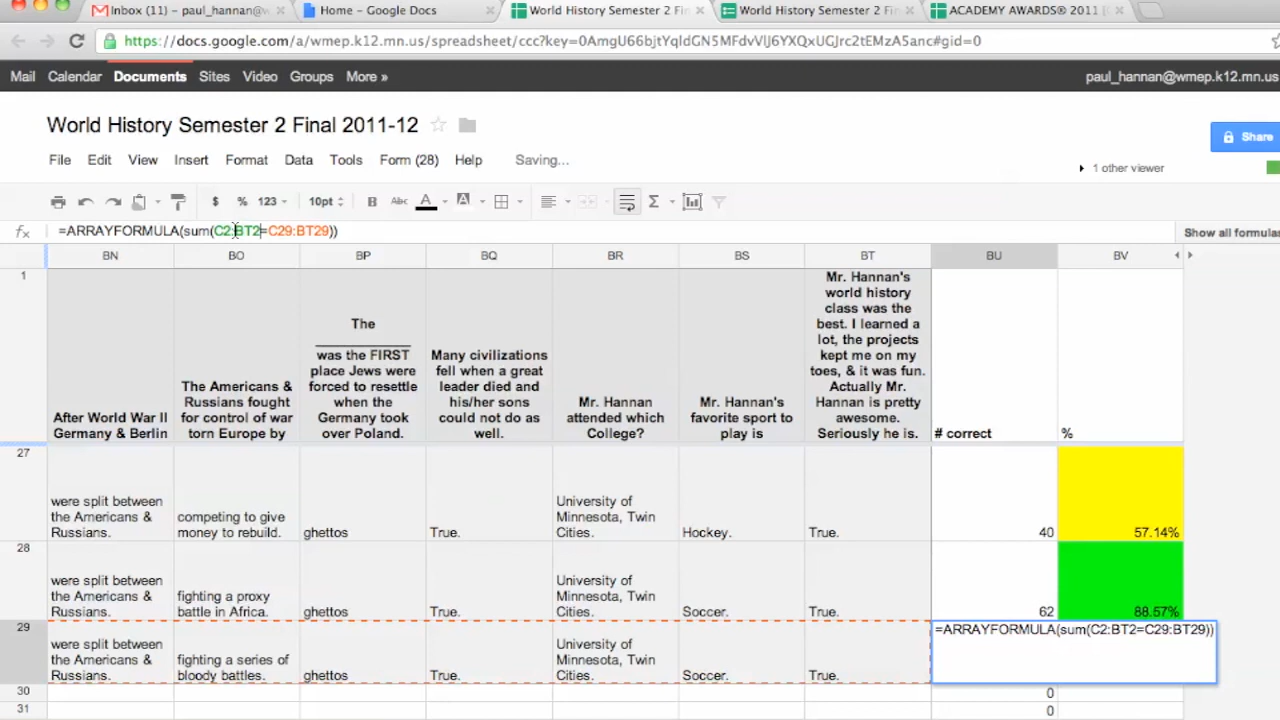 Inbox (11) – paul_hannan@w
Home – Google Docs
World History Semester 2 Fin
World History Semester 2 Fin
ACADEMY AWARDS® 2011 [
https://docs.google.com/a/wmep.k12.mn.us/spreadsheet/ccc?key=0AmgU66bjtYqldGN5MFdvVlJ6YXQxUGJrc2tEMzA5anc#gid=0
Mail Calendar Documents Sites Video Groups More »
paul_hannan@wmep.k12.mn.us
World History Semester 2 Final 2011-12
Share
File Edit View Insert Format Data Tools Form (28) Help Saving...
1 other viewer
$ % 123 10pt B Abc A A Σ
fx =ARRAYFORMULA(sum(C2:BT2=C29:BT29))
Show all formulas
BN BO BP BQ BR BS BT BU BV
1
After World War II
Germany & Berlin
The Americans &
Russians fought
for control of war
torn Europe by
The
____________
was the FIRST
place Jews were
forced to resettle
when the
Germany took
over Poland.
Many civilizations
fell when a great
leader died and
his/her sons
could not do as
well.
Mr. Hannan
attended which
College?
Mr. Hannan's
favorite sport to
play is
Mr. Hannan's
world history
class was the
best. I learned a
lot, the projects
kept me on my
toes, & it was fun.
Actually Mr.
Hannan is pretty
awesome.
Seriously he is.
# correct
%
27
were split between
the Americans &
Russians.
competing to give
money to rebuild.
ghettos
True.
University of
Minnesota, Twin
Cities.
Hockey.
True.
40
57.14%
28
were split between
the Americans &
Russians.
fighting a proxy
battle in Africa.
ghettos
True.
University of
Minnesota, Twin
Cities.
Soccer.
True.
62
88.57%
29
were split between
the Americans &
Russians.
fighting a series of
bloody battles.
ghettos
True.
University of
Minnesota, Twin
Cities.
Soccer.
True.
=ARRAYFORMULA(sum(C2:BT2=C29:BT29))
30
0
31
0